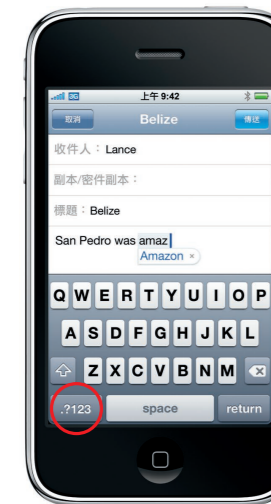 3G 上午 9:42
取消 Belize 傳送
收件人：Lance
副本/密件副本：
標題：Belize
San Pedro was amaz
Amazon ×
Q W E R T Y U I O P
A S D F G H J K L
Z X C V B N M
.?123 space return